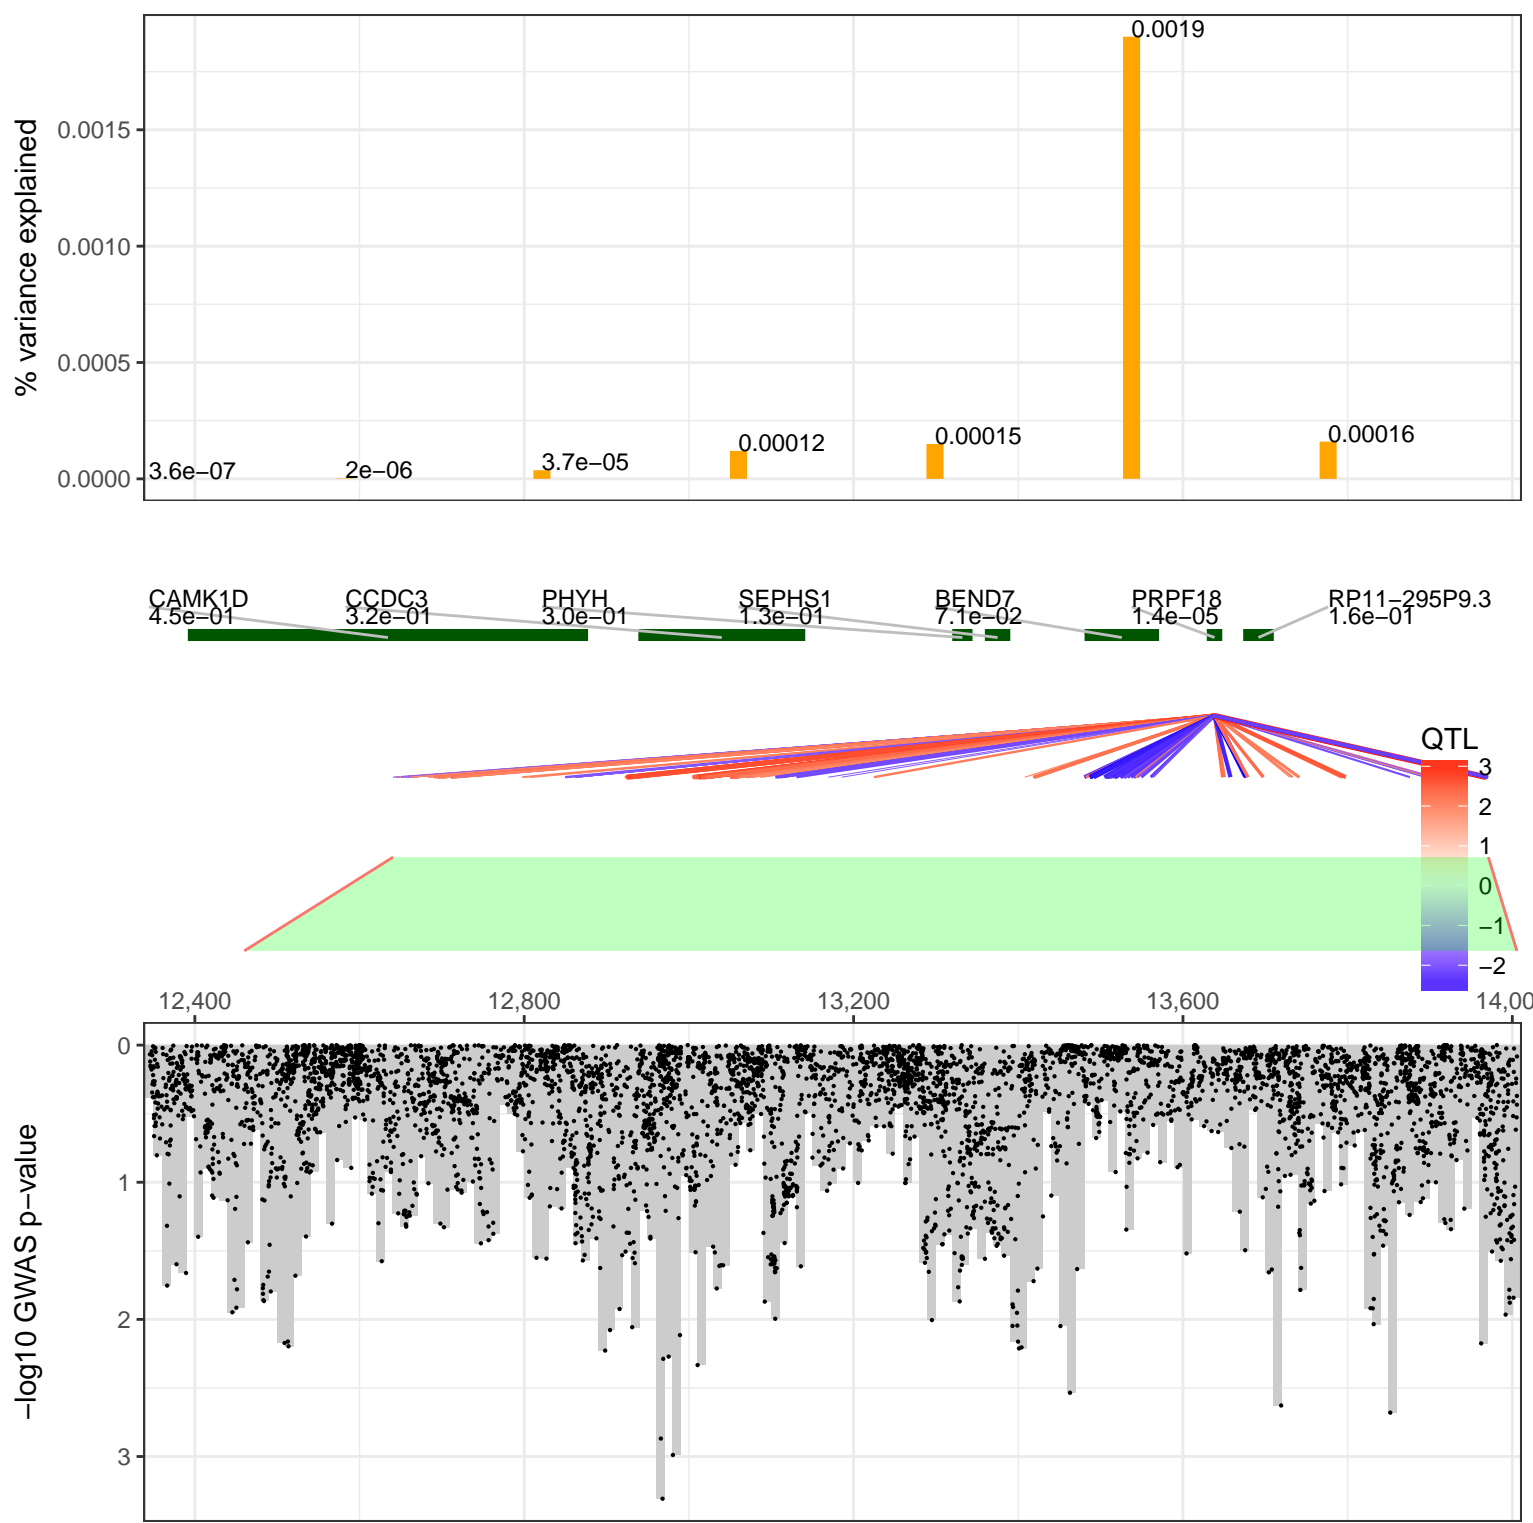 0.0019
0.0015
0.0010
0.0005
0.0000
% variance explained
3.6e−07 2e−06 3.7e−05 0.00012 0.00015 0.00016
CAMK1D CCDC3 PHYH SEPHS1 BEND7 PRPF18 RP11−295P9.3
4.5e−01 3.2e−01 3.0e−01 1.3e−01 7.1e−02 1.4e−05 1.6e−01
QTL
3
2
1
0
−1
−2
12,400 12,800 13,200 13,600 14,00
0
1
2
3
−log10 GWAS p−value